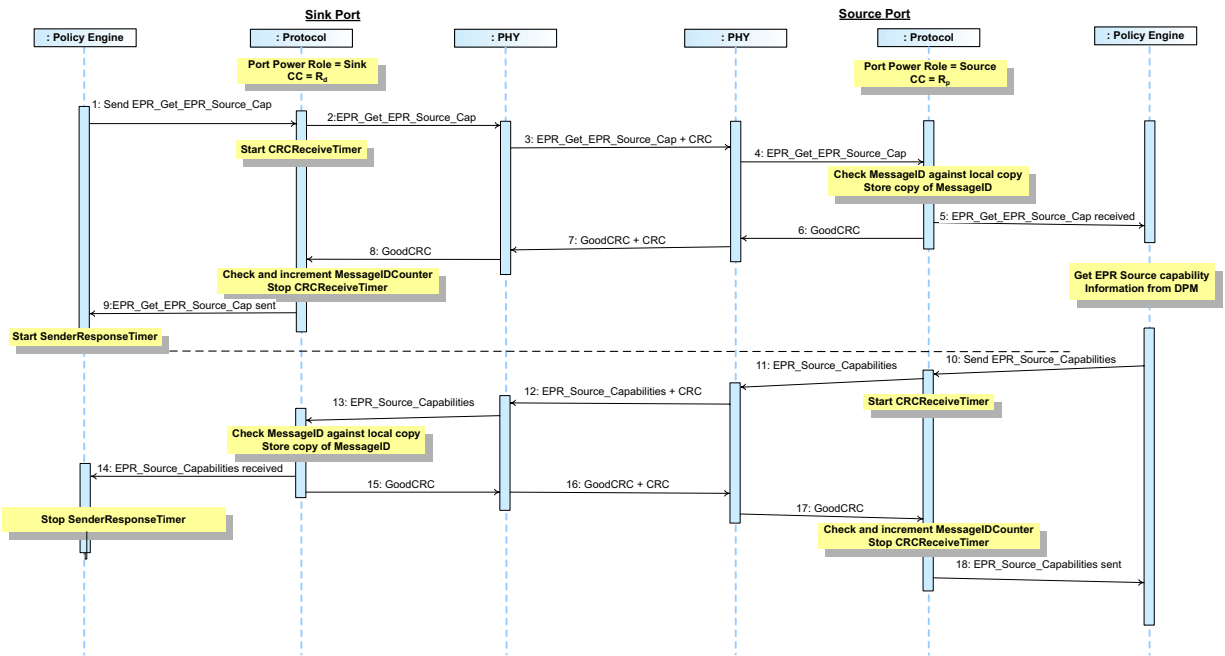 Sink Port
Source Port
: Policy Engine
: Protocol
: PHY
: PHY
: Protocol
: Policy Engine
Port Power Role = Sink
CC = Rd
Port Power Role = Source
CC = Rp
1: Send EPR_Get_EPR_Source_Cap
2:EPR_Get_EPR_Source_Cap
Start CRCReceiveTimer
3: EPR_Get_EPR_Source_Cap + CRC
4: EPR_Get_EPR_Source_Cap
Check MessageID against local copy
Store copy of MessageID
5: EPR_Get_EPR_Source_Cap received
6: GoodCRC
7: GoodCRC + CRC
8: GoodCRC
Check and increment MessageIDCounter
Stop CRCReceiveTimer
Get EPR Source capability
Information from DPM
9:EPR_Get_EPR_Source_Cap sent
Start SenderResponseTimer
10: Send EPR_Source_Capabilities
11: EPR_Source_Capabilities
Start CRCReceiveTimer
12: EPR_Source_Capabilities + CRC
13: EPR_Source_Capabilities
Check MessageID against local copy
Store copy of MessageID
14: EPR_Source_Capabilities received
15: GoodCRC
16: GoodCRC + CRC
17: GoodCRC
Stop SenderResponseTimer
Check and increment MessageIDCounter
Stop CRCReceiveTimer
18: EPR_Source_Capabilities sent